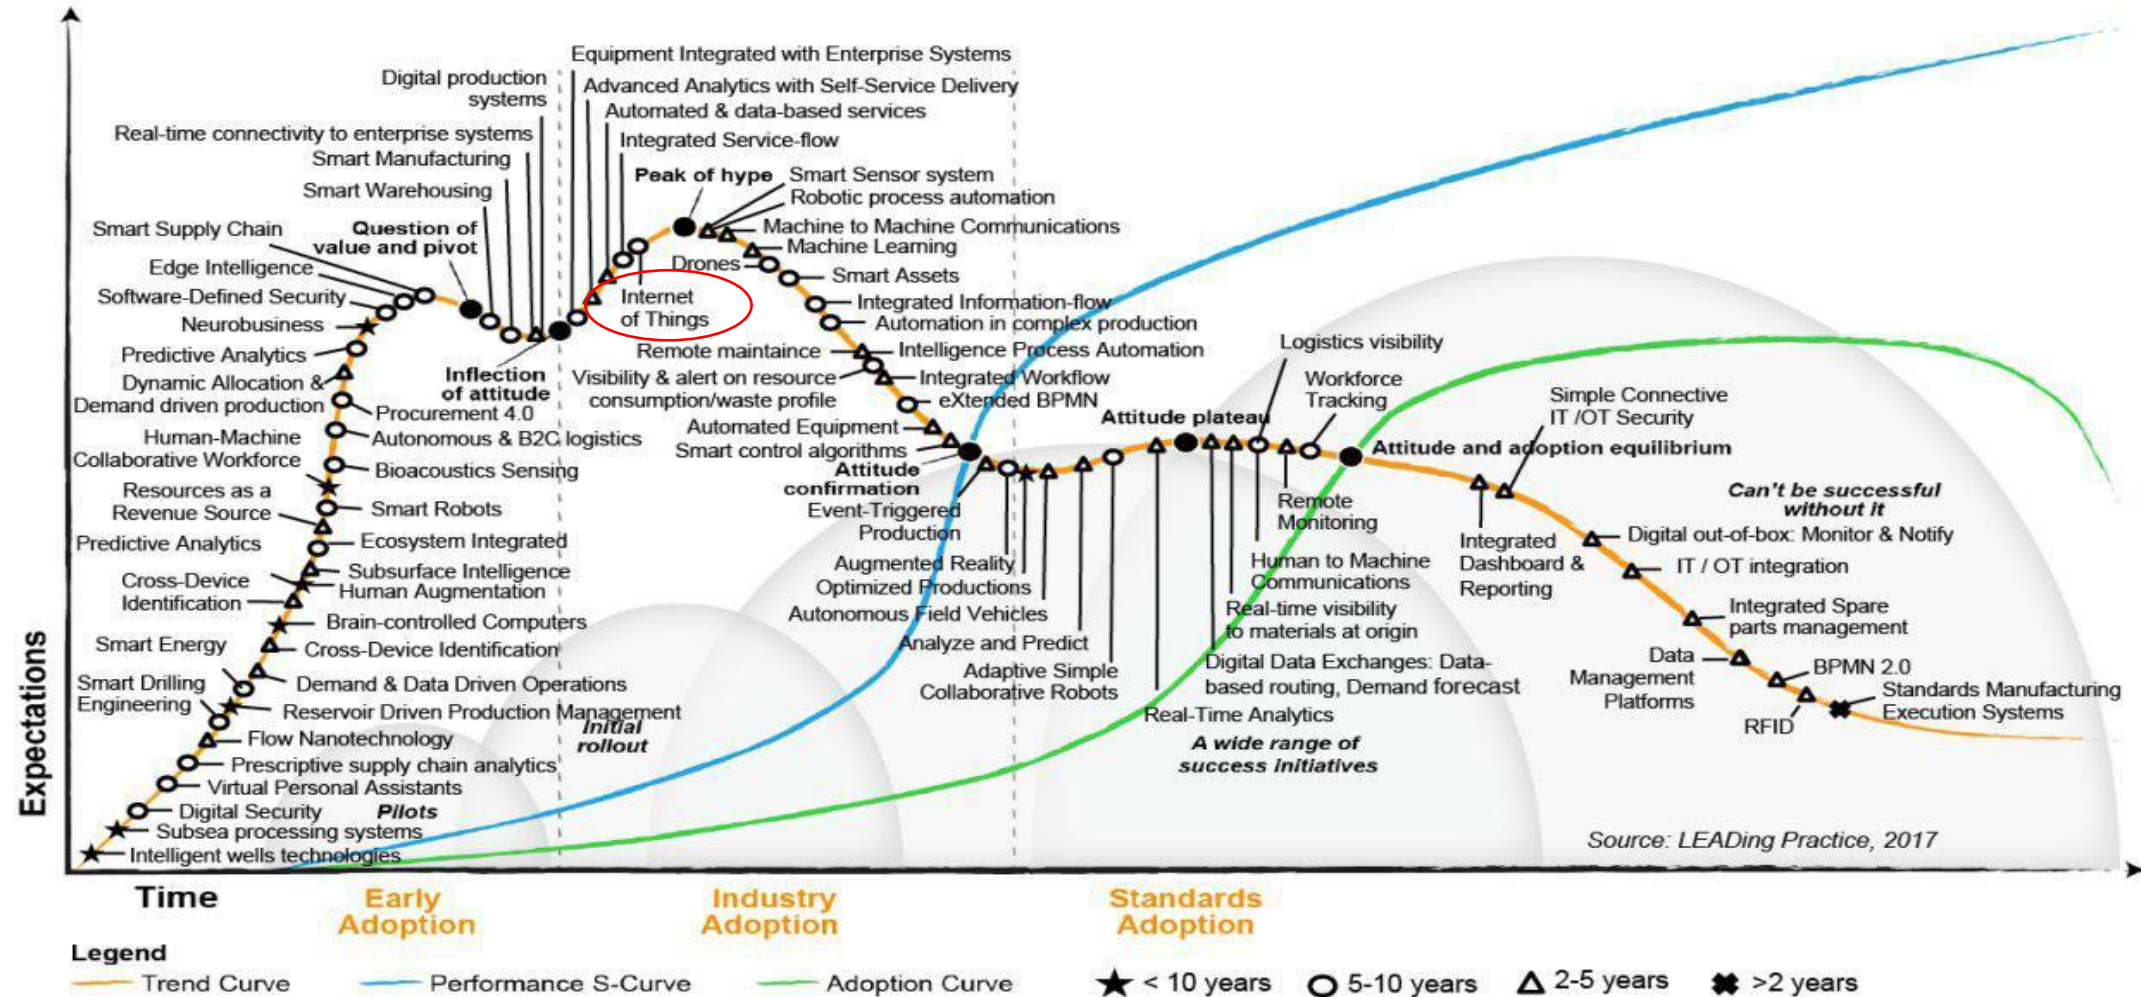 Equipment Integrated with Enterprise Systems
Digital production
systems
Advanced Analytics with Self-Service Delivery
Automated & data-based services
Real-time connectivity to enterprise systems
Integrated Service-flow
Smart Manufacturing
Smart Warehousing
Peak of hype
Smart Sensor system
Robotic process automation
Smart Supply Chain
Question of
value and pivot
Machine to Machine Communications
Machine Learning
Edge Intelligence
Drones
Smart Assets
Software-Defined Security
Internet
of Things
Integrated Information-flow
Neurobusiness
Automation in complex production
Predictive Analytics
Remote maintaince
Intelligence Process Automation
Logistics visibility
Dynamic Allocation &
Demand driven production
Inflection
of attitude
Visibility & alert on resource
consumption/waste profile
Integrated Workflow
Workforce
Tracking
eXtended BPMN
Simple Connective
IT /OT Security
Procurement 4.0
Attitude plateau
Human-Machine
Collaborative Workforce
Autonomous & B2C logistics
Automated Equipment
Smart control algorithms
Attitude and adoption equilibrium
Bioacoustics Sensing
Attitude
confirmation
Resources as a
Revenue Source
Smart Robots
Event-Triggered
Production
Remote
Monitoring
Can't be successful
without it
Predictive Analytics
Ecosystem Integrated
Integrated
Dashboard &
Reporting
Digital out-of-box: Monitor & Notify
Subsurface Intelligence
Augmented Reality
Human to Machine
Communications
IT / OT integration
Cross-Device
Identification
Human Augmentation
Optimized Productions
Brain-controlled Computers
Autonomous Field Vehicles
Real-time visibility
to materials at origin
Integrated Spare
parts management
Smart Energy
Cross-Device Identification
Analyze and Predict
Data
Management
Platforms
Smart Drilling
Engineering
Demand & Data Driven Operations
Adaptive Simple
Collaborative Robots
Digital Data Exchanges: Data-
based routing, Demand forecast
BPMN 2.0
Reservoir Driven Production Management
Real-Time Analytics
Standards Manufacturing
Execution Systems
RFID
Initial
rollout
Flow Nanotechnology
A wide range of
success initiatives
Prescriptive supply chain analytics
Virtual Personal Assistants
Digital Security
Pilots
Subsea processing systems
Intelligent wells technologies
Source: LEADing Practice, 2017
Expectations
Time
Early
Adoption
Industry
Adoption
Standards
Adoption
Legend
Trend Curve
Performance S-Curve
Adoption Curve
< 10 years
5-10 years
2-5 years
>2 years